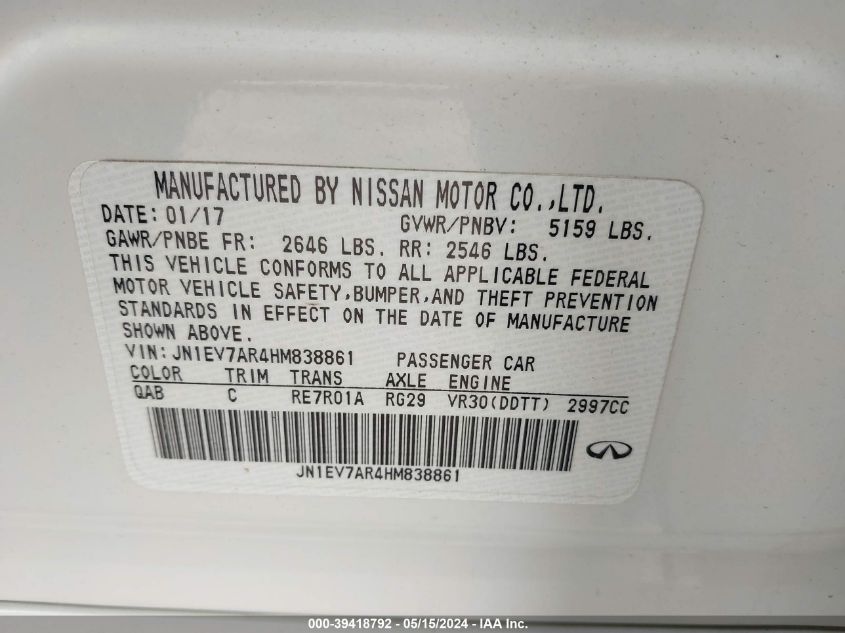 MANUFACTURED BY NISSAN MOTOR CO.,LTD.
DATE: 01/17 GVWR/PNBV: 5159 LBS.
GAWR/PNBE FR: 2646 LBS. RR: 2546 LBS.
THIS VEHICLE CONFORMS TO ALL APPLICABLE FEDERAL
MOTOR VEHICLE SAFETY,BUMPER,AND THEFT PREVENTION
STANDARDS IN EFFECT ON THE DATE OF MANUFACTURE
SHOWN ABOVE.
VIN: JN1EV7AR4HM838861 PASSENGER CAR
COLOR TRIM TRANS AXLE ENGINE
QAB C RE7R01A RG29 VR30(DDTT) 2997CC
JN1EV7AR4HM838861
000-39418792 - 05/15/2024 - IAA Inc.